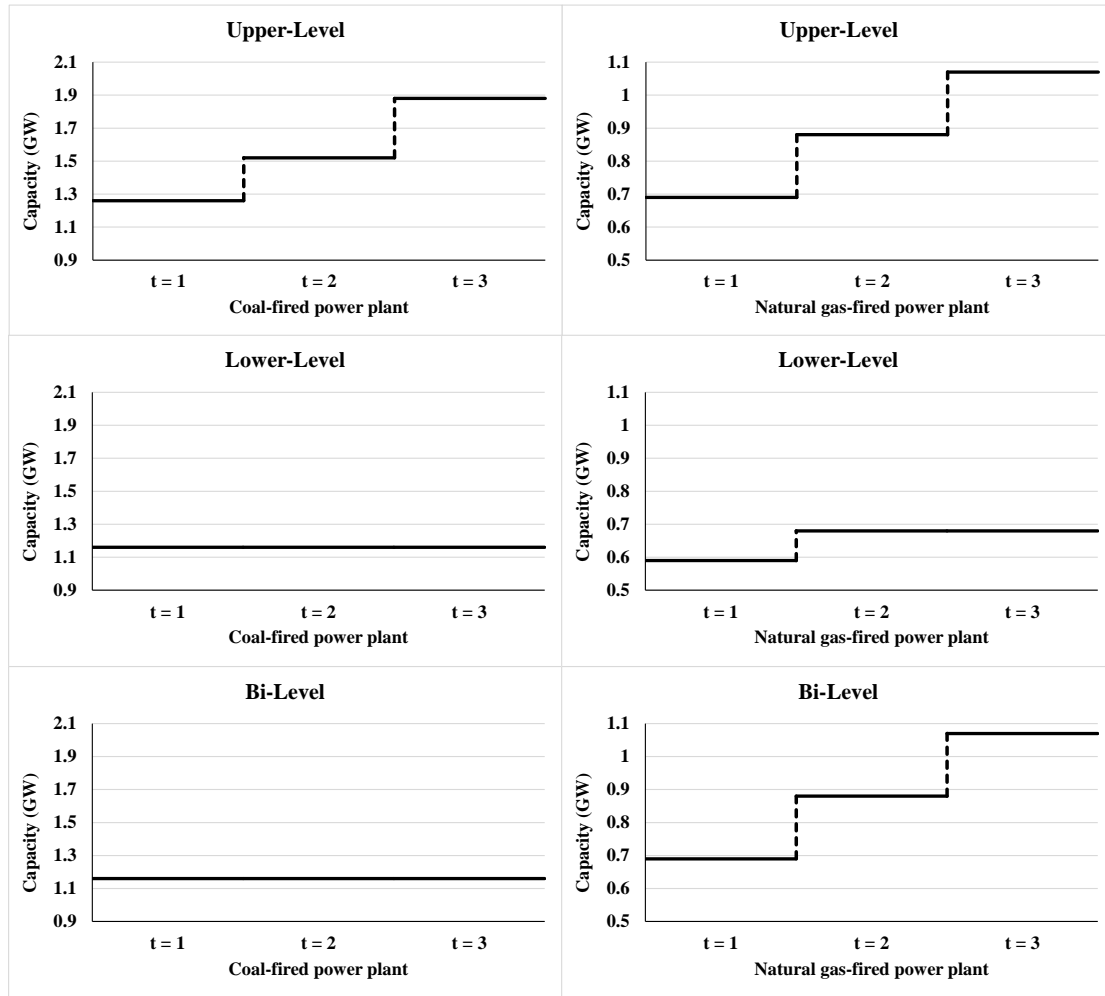 Upper-Level
Capacity (GW)
2.1
1.9
1.7
1.5
1.3
1.1
0.9
t = 1 t = 2 t = 3
Coal-fired power plant
Upper-Level
Capacity (GW)
1.1
1
0.9
0.8
0.7
0.6
0.5
t = 1 t = 2 t = 3
Natural gas-fired power plant
Lower-Level
Capacity (GW)
2.1
1.9
1.7
1.5
1.3
1.1
0.9
t = 1 t = 2 t = 3
Coal-fired power plant
Lower-Level
Capacity (GW)
1.1
1
0.9
0.8
0.7
0.6
0.5
t = 1 t = 2 t = 3
Natural gas-fired power plant
Bi-Level
Capacity (GW)
2.1
1.9
1.7
1.5
1.3
1.1
0.9
t = 1 t = 2 t = 3
Coal-fired power plant
Bi-Level
Capacity (GW)
1.1
1
0.9
0.8
0.7
0.6
0.5
t = 1 t = 2 t = 3
Natural gas-fired power plant